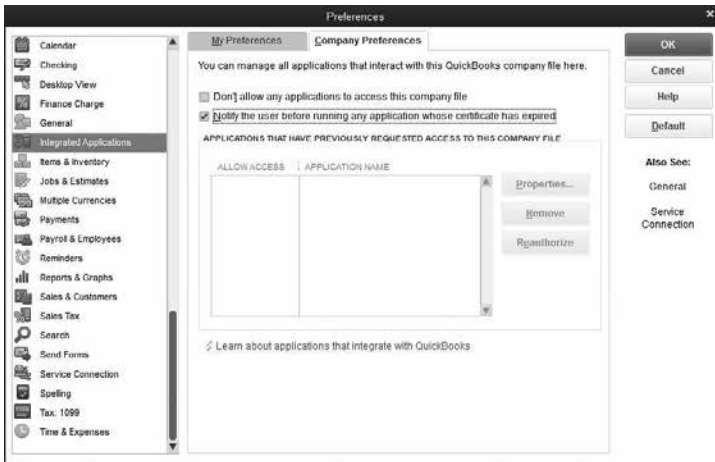 Preferences
Calendar
Checking
Desktop View
Finance Charge
General
Integrated Applications
Items & Inventory
Jobs & Estimates
Multiple Currencies
Payments
Payroll & Employees
Reminders
Reports & Graphs
Sales & Customers
Sales Tax
Search
Send Forms
Service Connection
Spelling
Tax: 1099
Time & Expenses
My Preferences
Company Preferences
You can manage all applications that interact with this QuickBooks company file here.
Don't allow any applications to access this company file
Notify the user before running any application whose certificate has expired
APPLICATIONS THAT HAVE PREVIOUSLY REQUESTED ACCESS TO THIS COMPANY FILE
ALLOW ACCESS
APPLICATION NAME
Properties...
Remove
Reauthorize
Learn about applications that integrate with QuickBooks
OK
Cancel
Help
Default
Also See:
General
Service
Connection